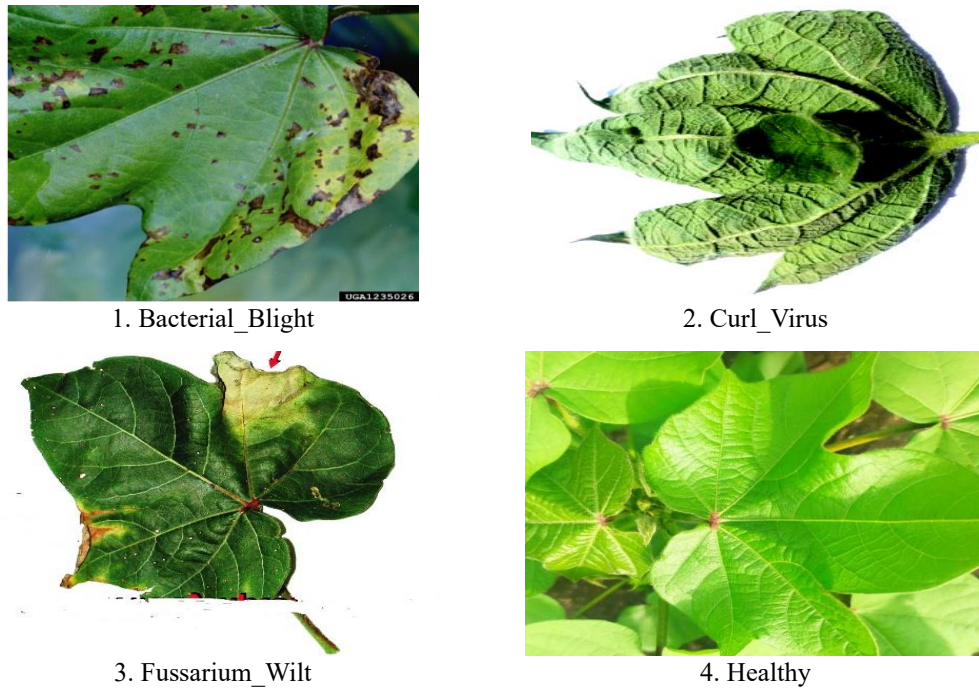 UGA1235026
1. Bacterial_Blight
2. Curl_Virus
3. Fussarium_Wilt
4. Healthy